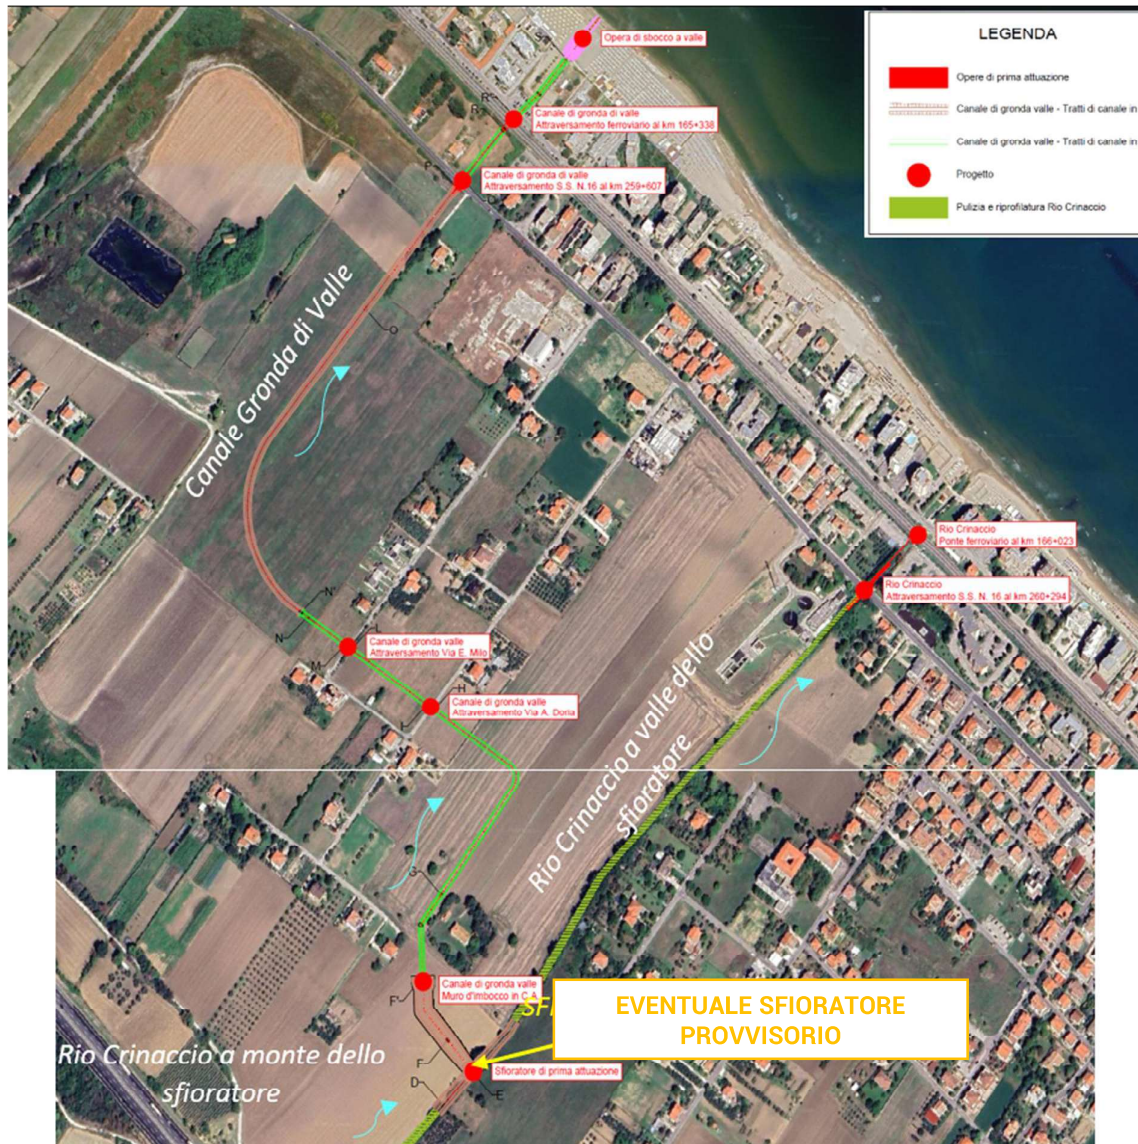 Opera di sbocco a valle
LEGENDA
Opere di prima attuazione
Canale di gronda valle - Tratti di canale in
Canale di gronda valle - Tratti di canale in
Progetto
Pulizia e riprofilatura Rio Crinaccio
S
R'
R
Canale di gronda di valle
Attraversamento ferroviario al km 165+338
P
Canale di gronda di valle
Attraversamento S.S. N.16 al km 259+607
O
Canale Gronda di Valle
Rio Crinaccio
Ponte ferroviario al km 166+023
Rio Crinaccio
Attraversamento S.S. N. 16 al km 260+294
N'
N
M
Canale di gronda valle
Attraversamento Via E. Milo
H
L
Canale di gronda valle
Attraversamento Via A. Doria
Rio Crinaccio a valle dello
sfioratore
G
Canale di gronda valle
Muro d'imbocco in C.A
F'
SFI
EVENTUALE SFIORATORE
PROVVISORIO
Rio Crinaccio a monte dello
sfioratore
F
Sfioratore di prima attuazione
D
E